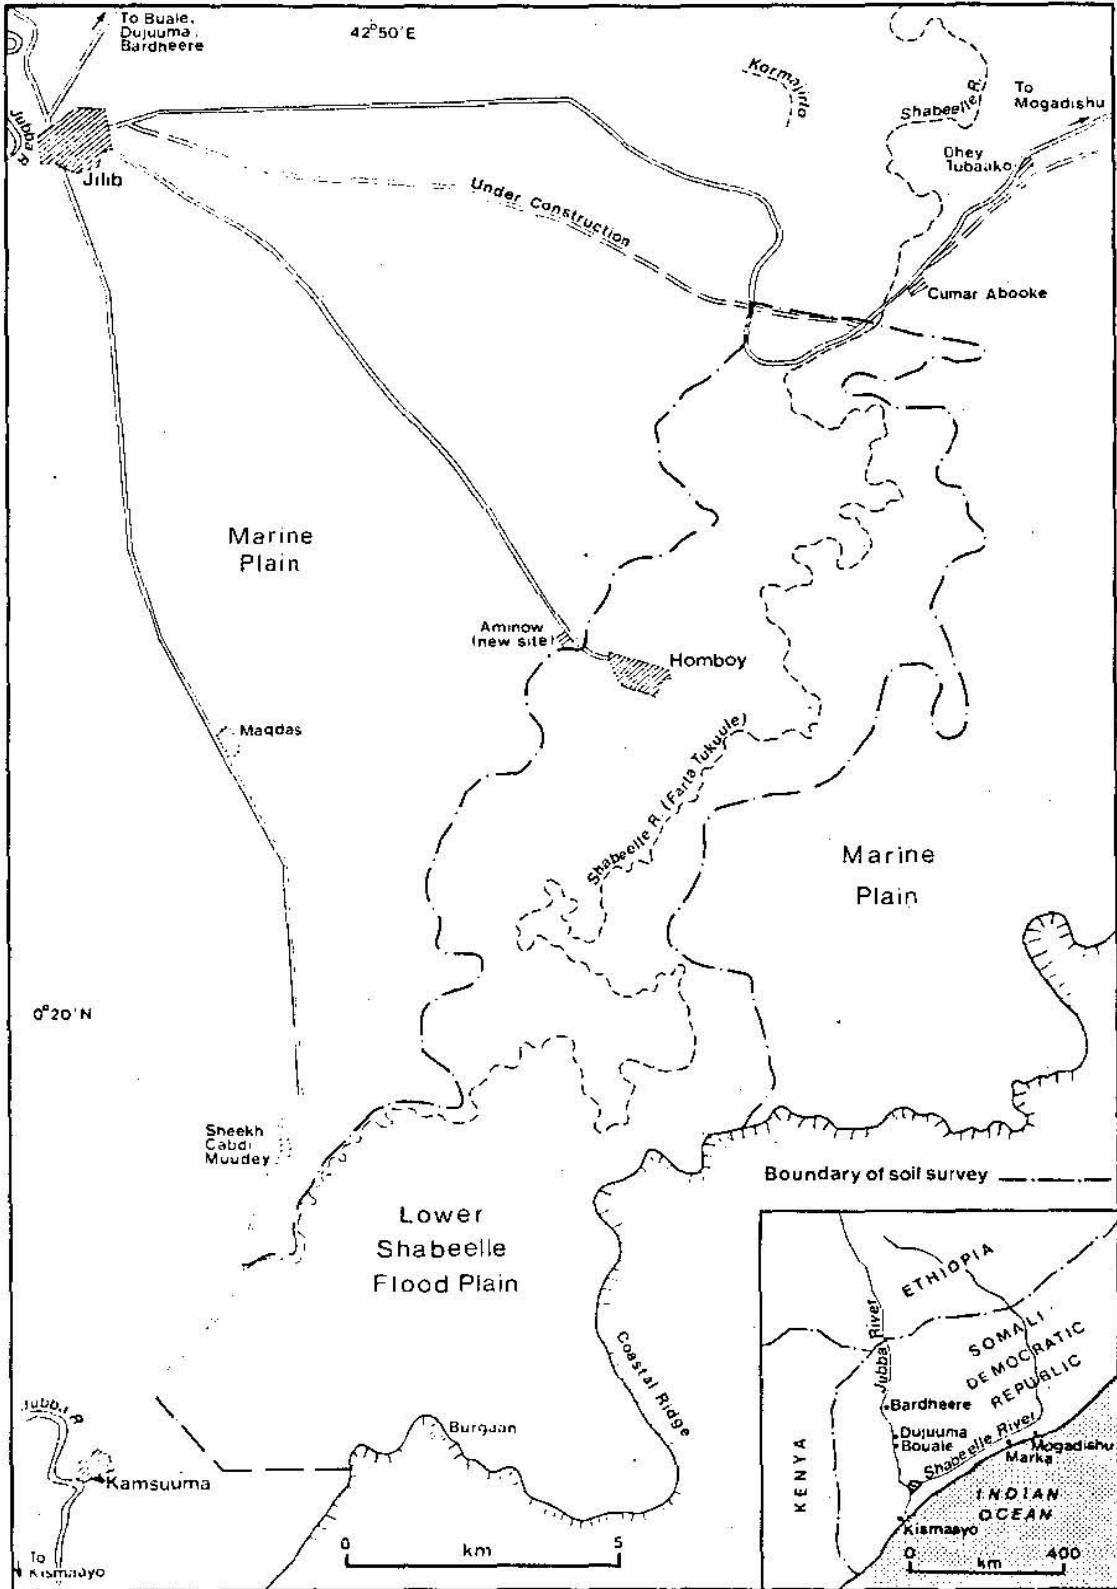 To Buale,
Dujuuma,
Bardheere
42°50'E
Kormajirto
Shabeelle R.
To
Mogadishu
Jubba R
Jilib
Dhey
Tubaako
Under Construction
Cumar Abooke
Marine
Plain
Aminow
(new site)
Homboy
Maqdas
Shabeelle R. (Farta Tukuule)
Marine
Plain
0°20'N
Sheekh
Cabdi
Muudey
Boundary of soil survey
Lower
Shabeelle
Flood Plain
Coastal Ridge
Burgaan
Jubba R
Kamsuuma
To
Kismaayo
0 km 5
ETHIOPIA
Jubba River
SOMALI
DEMOCRATIC
REPUBLIC
Bardheere
Dujuuma
Bouale
Shabeelle River
Mogadishu
Marka
KENYA
INDIAN
OCEAN
Kismaayo
0 km 400